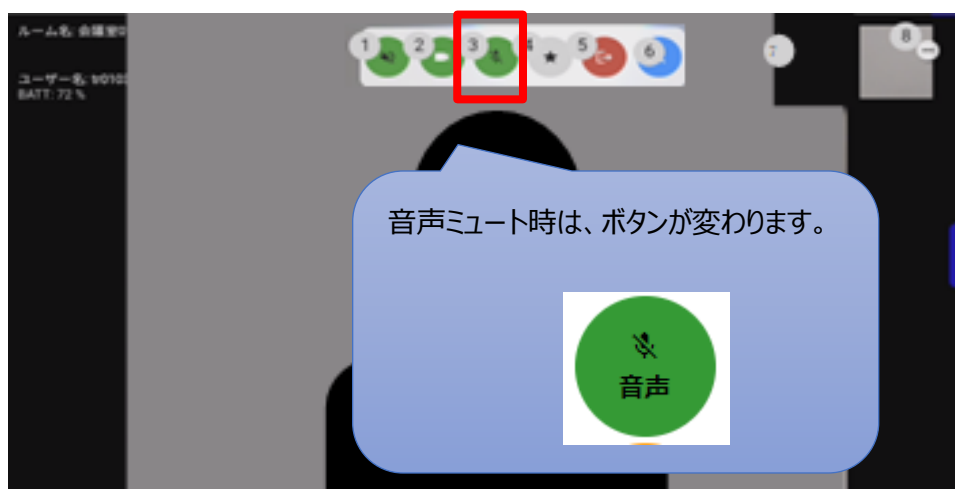 ルーム名: 会議室0
ユーザー名: tr010
BATT: 72 %
1 2 3 4 5 6 7 8
音声ミュート時は、ボタンが変わります。
音声